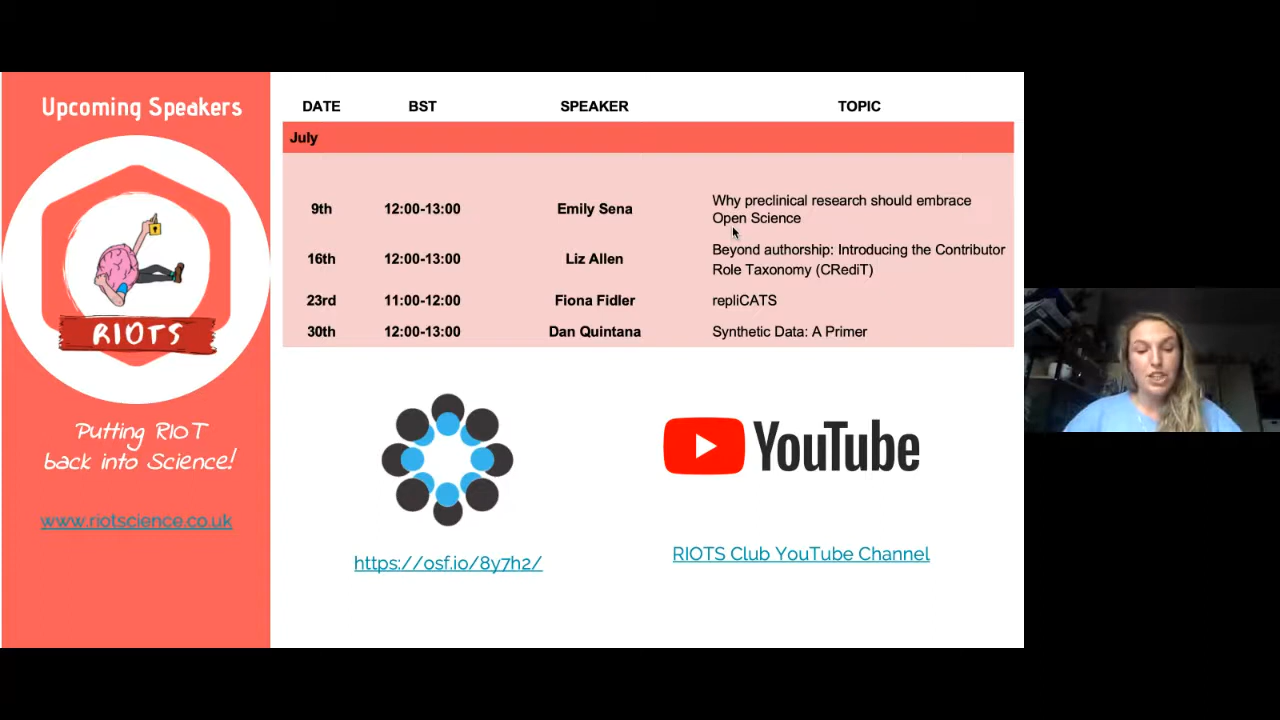 Upcoming Speakers
RIOTS
Putting RIOT
back into Science!
www.riotscience.co.uk
DATE BST SPEAKER TOPIC
July
9th 12:00-13:00 Emily Sena Why preclinical research should embrace
Open Science
16th 12:00-13:00 Liz Allen Beyond authorship: Introducing the Contributor
Role Taxonomy (CRediT)
23rd 11:00-12:00 Fiona Fidler repliCATS
30th 12:00-13:00 Dan Quintana Synthetic Data: A Primer
YouTube
https://osf.io/8y7h2/
RIOTS Club YouTube Channel